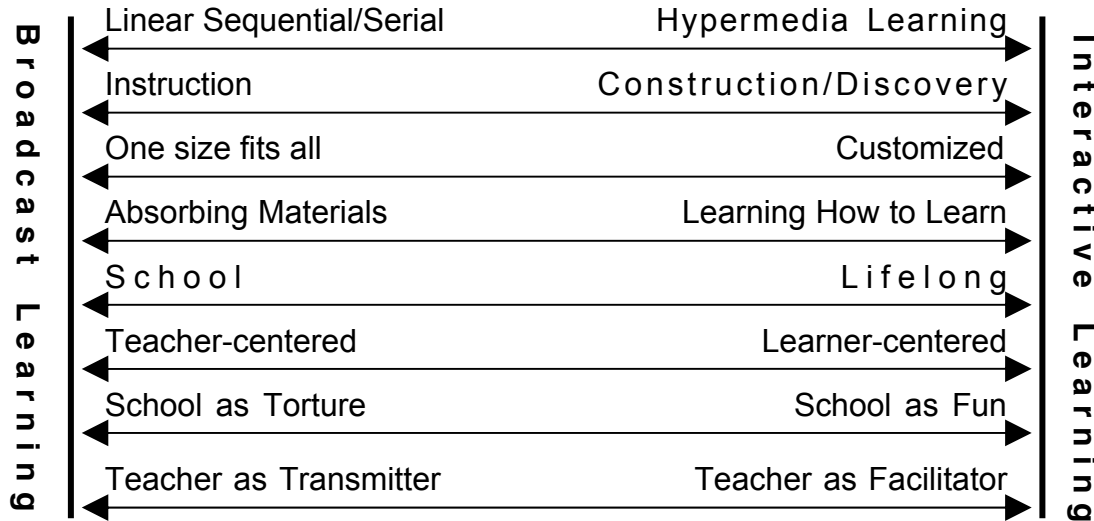 Broadcast Learning
Linear Sequential/Serial Hypermedia Learning
Instruction Construction/Discovery
One size fits all Customized
Absorbing Materials Learning How to Learn
School Lifelong
Teacher-centered Learner-centered
School as Torture School as Fun
Teacher as Transmitter Teacher as Facilitator
Interactive Learning